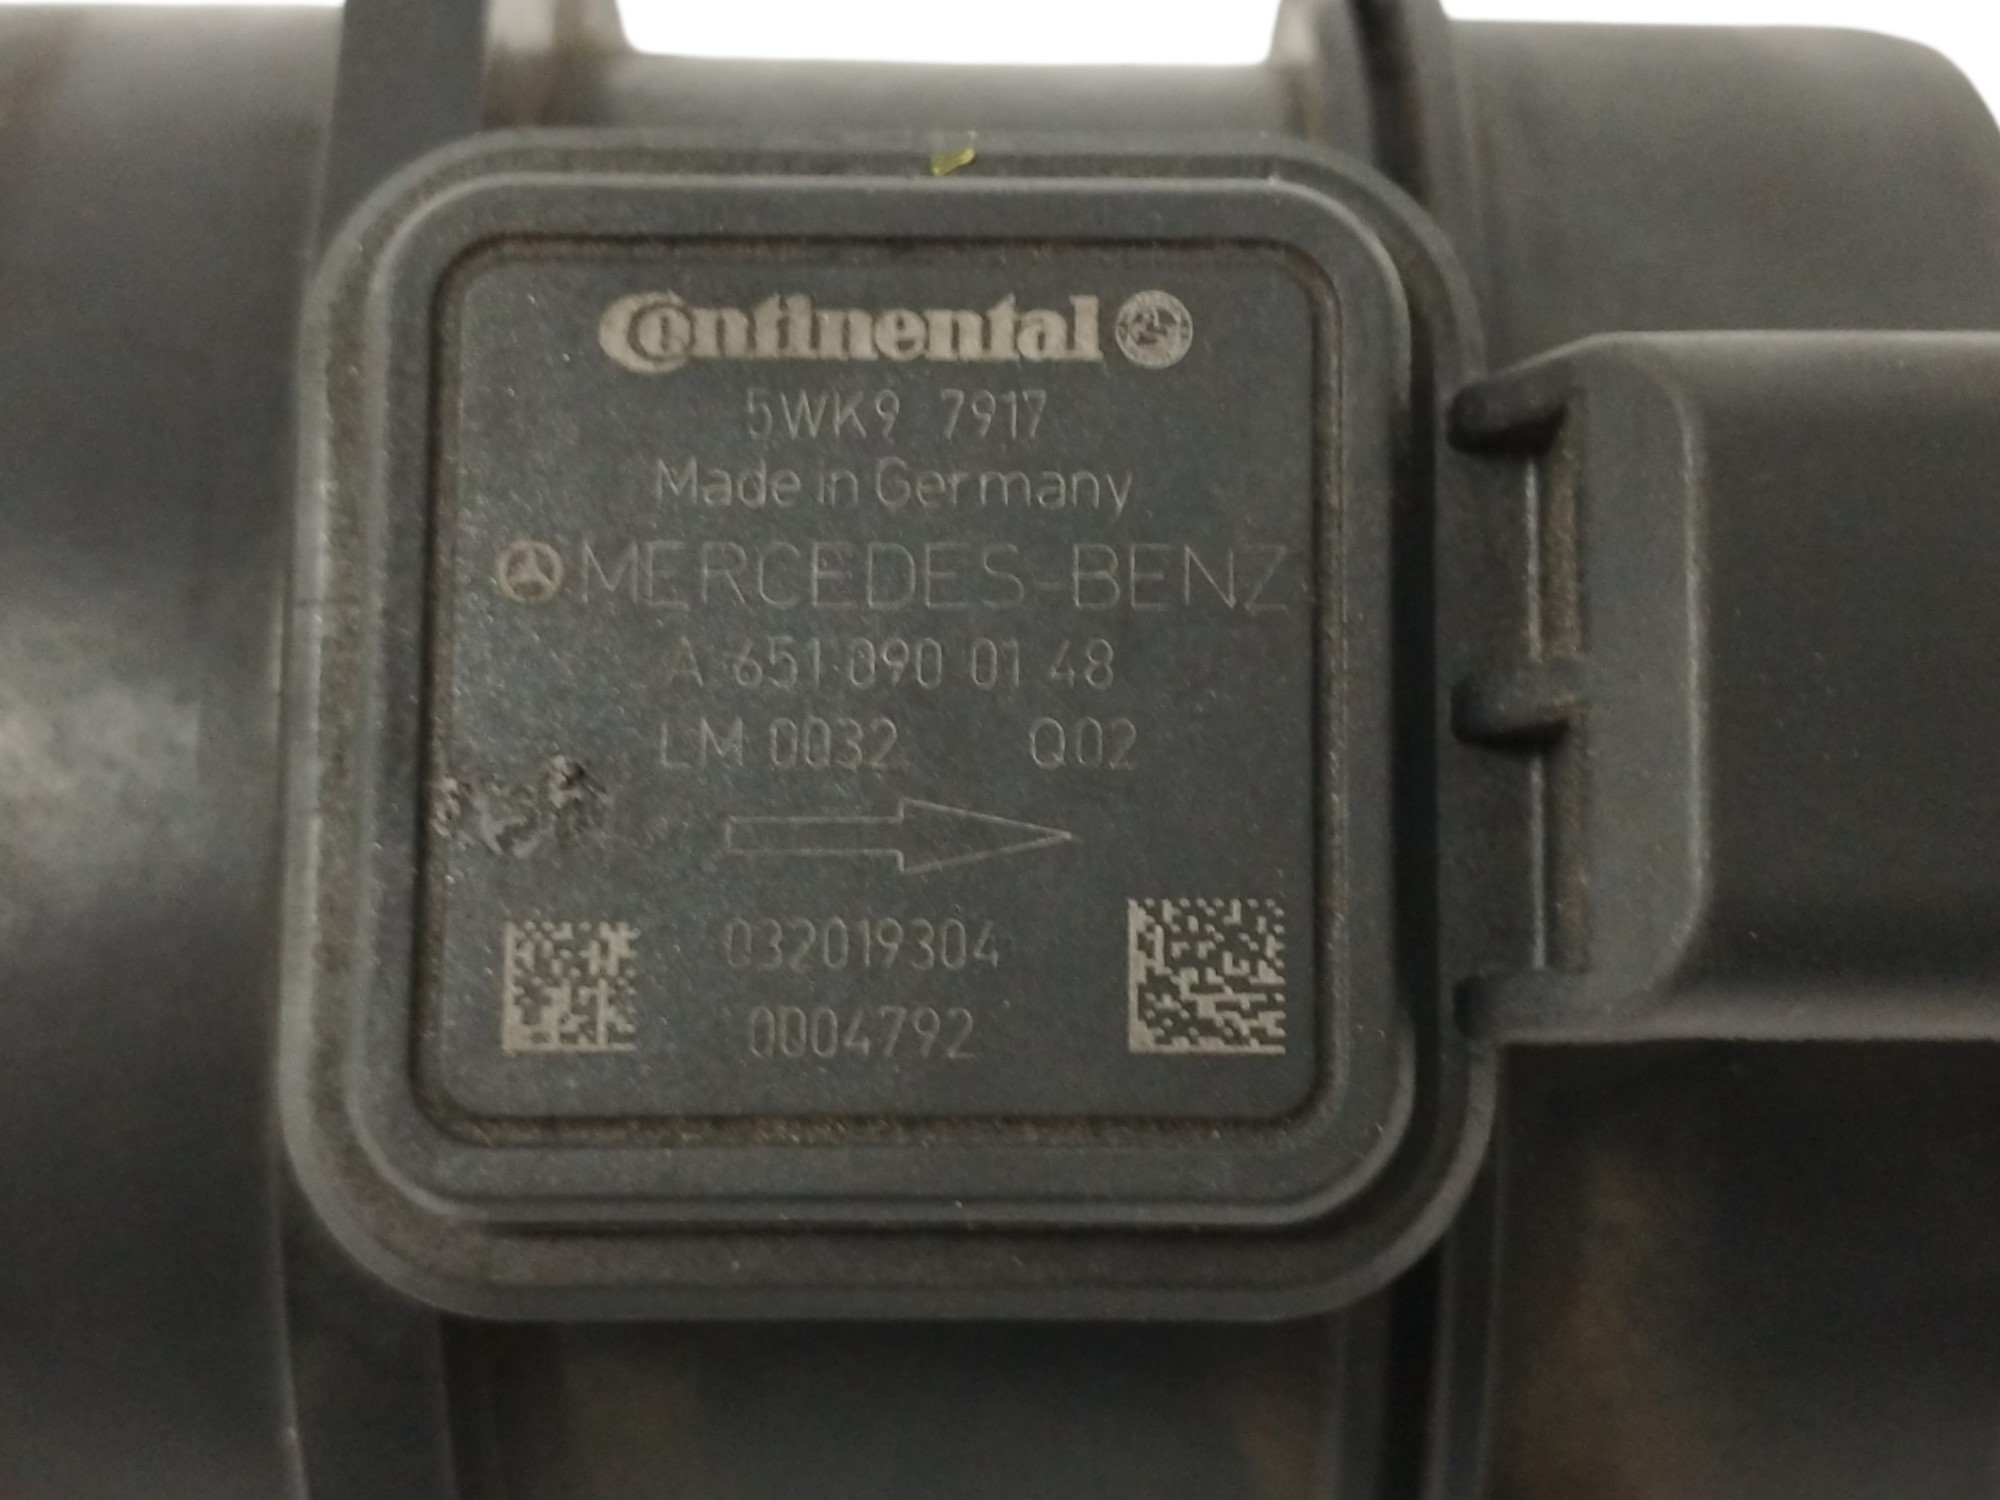 Continental
5WK9 7917
Made in Germany
MERCEDES-BENZ
A 651 090 01 48
LM 0032 Q02
032019304
0004792